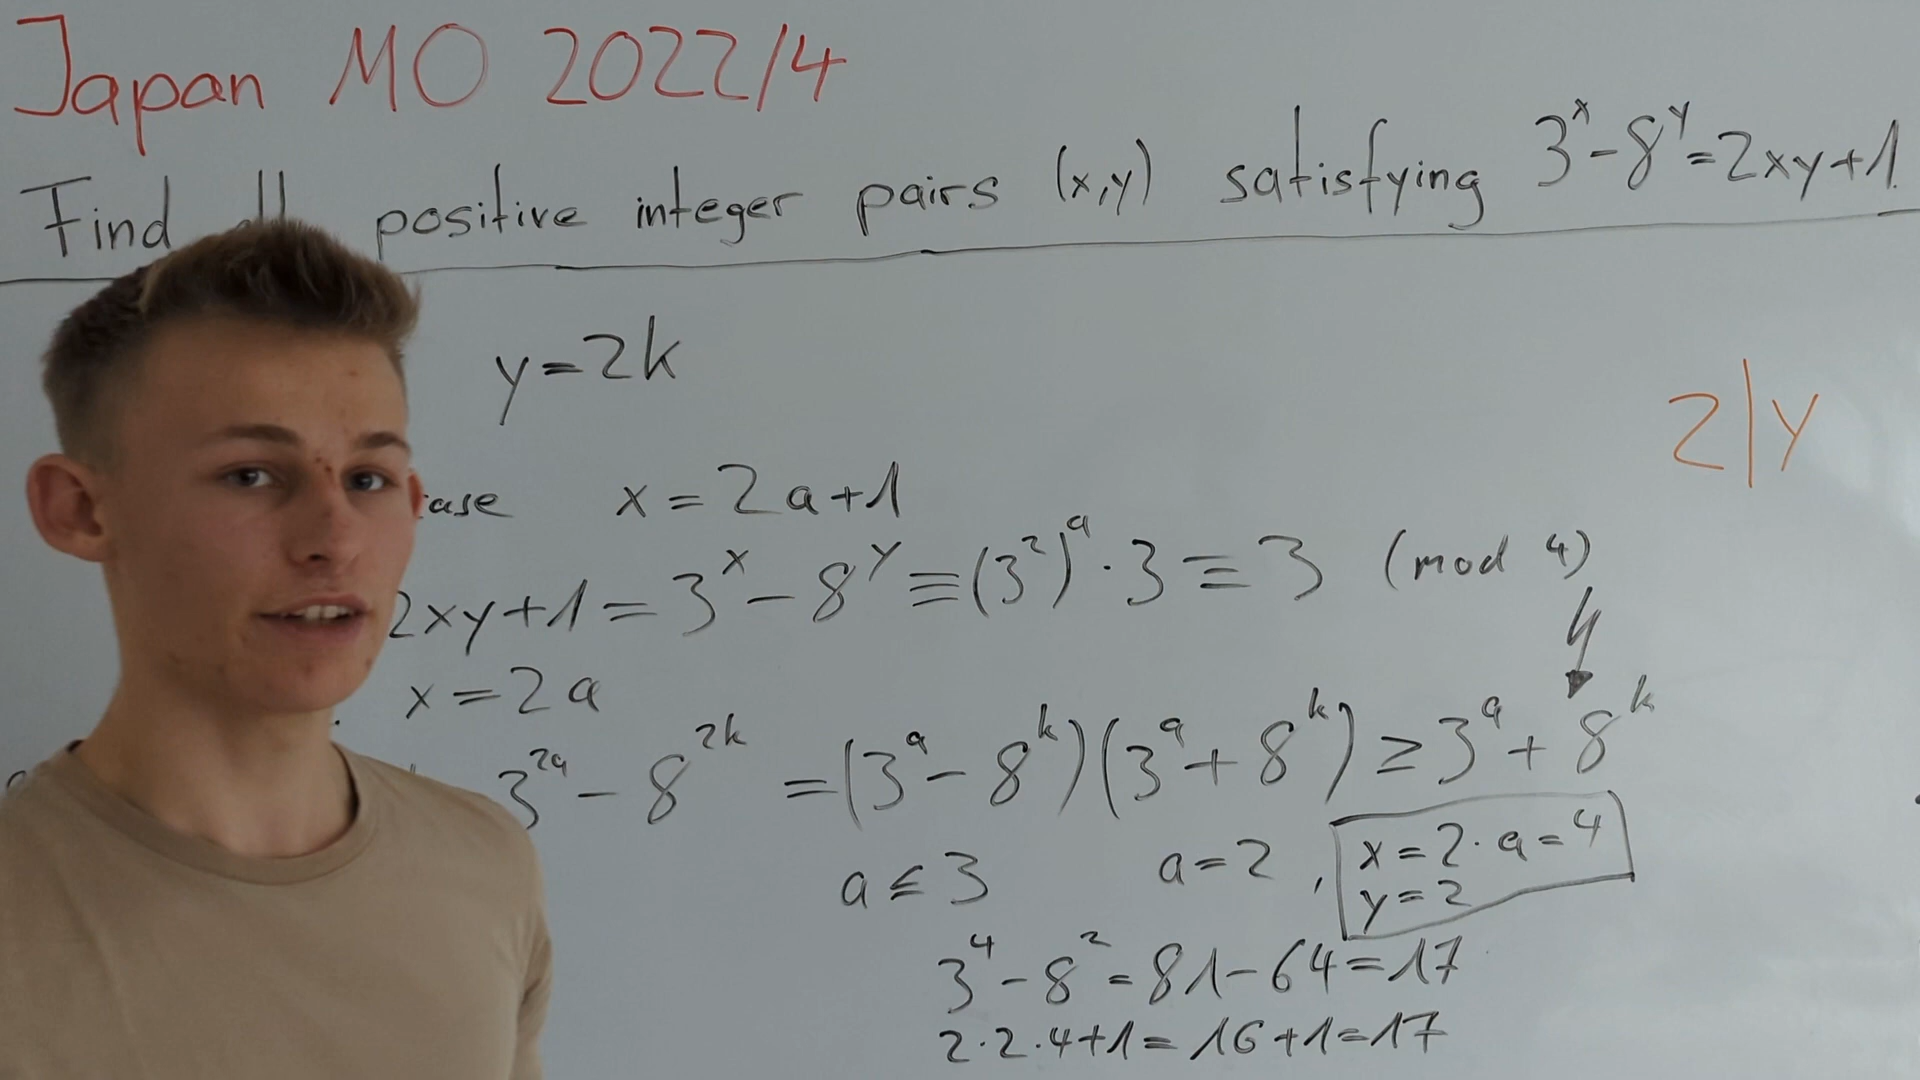 Japan MO 2022/4
Find positive integer pairs (x,y) satisfying 3^x-8^y=2xy+1.
y=2k
2|y
x=2a+1
2xy+1=3^x-8^y≡(3^2)^a·3≡3 (mod 4)
x=2a
3^{2a}-8^{2k}=(3^a-8^k)(3^a+8^k)≥3^a+8^k
a≤3 a=2, x=2·a=4
y=2
3^4-8^2=81-64=17
2·2·4+1=16+1=17